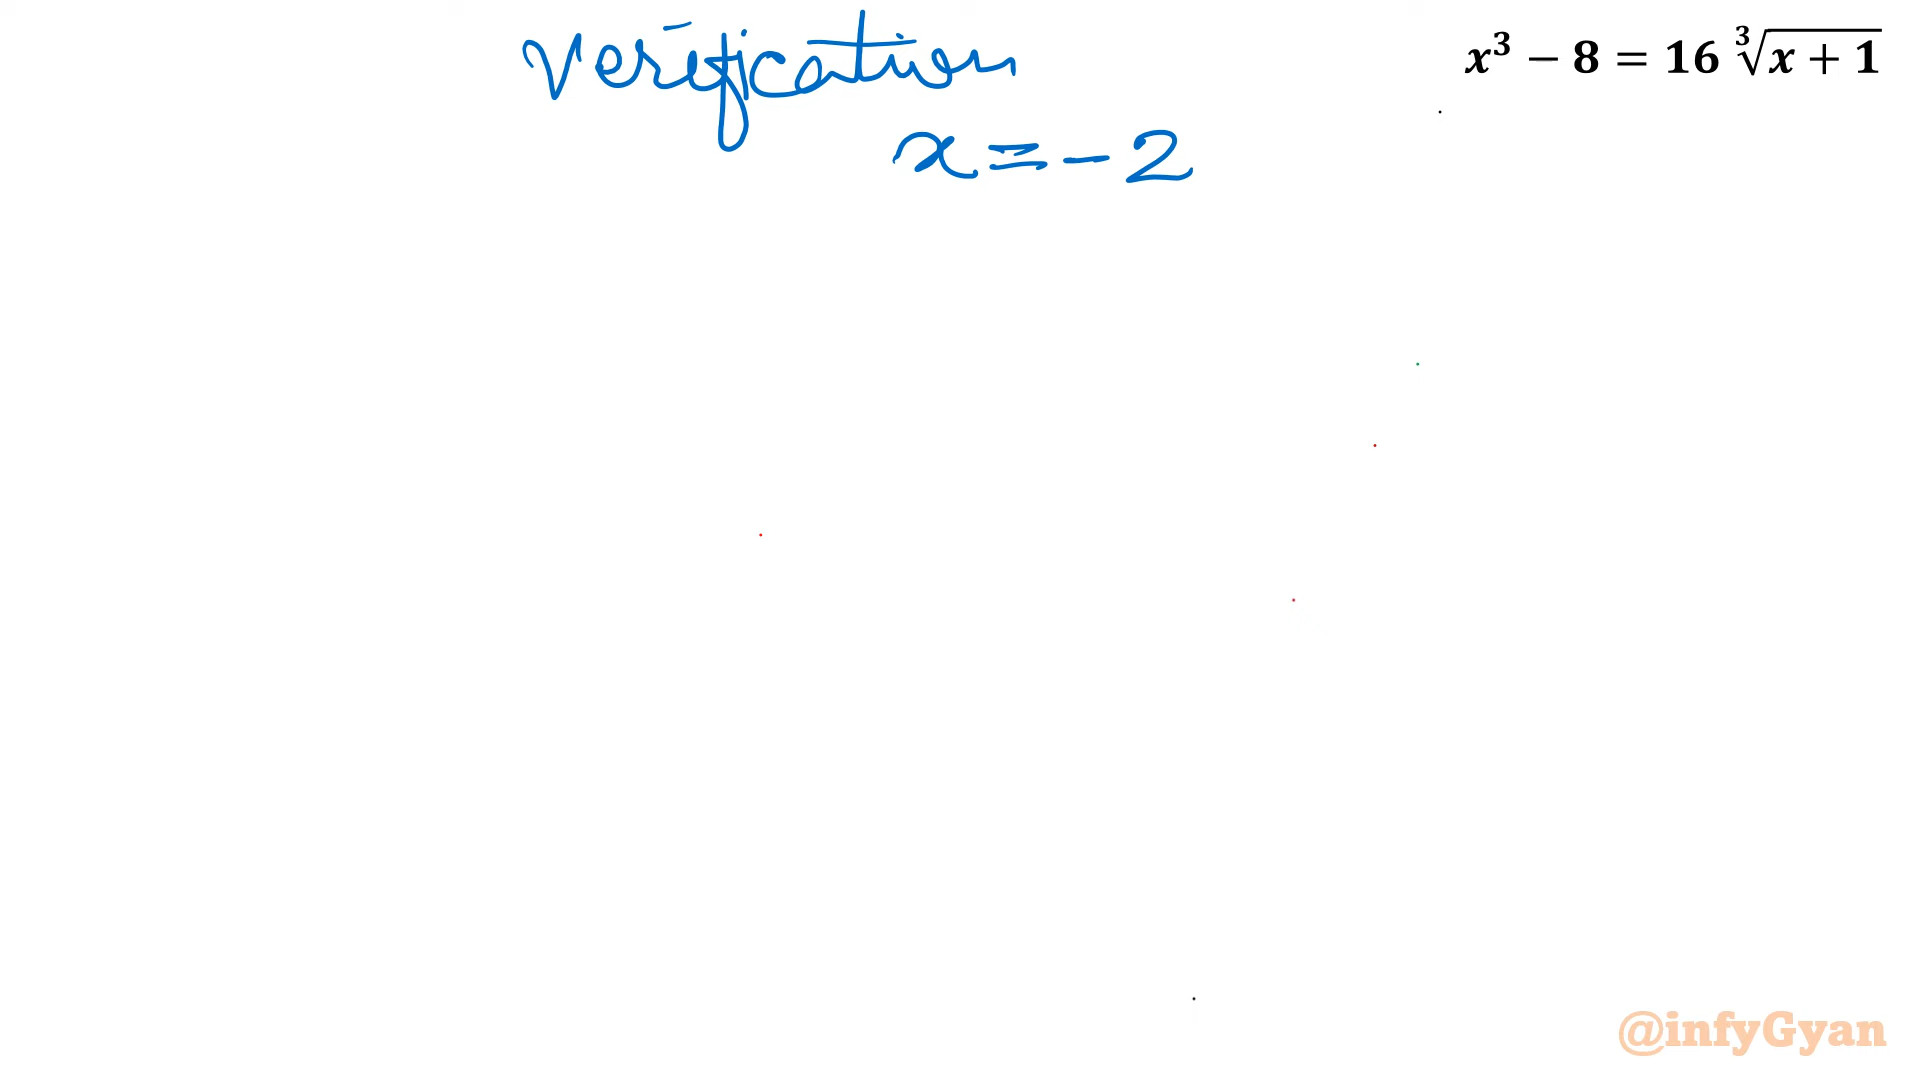 Verification
x³ − 8 = 16 ∛(x + 1)
x = −2
@infyGyan